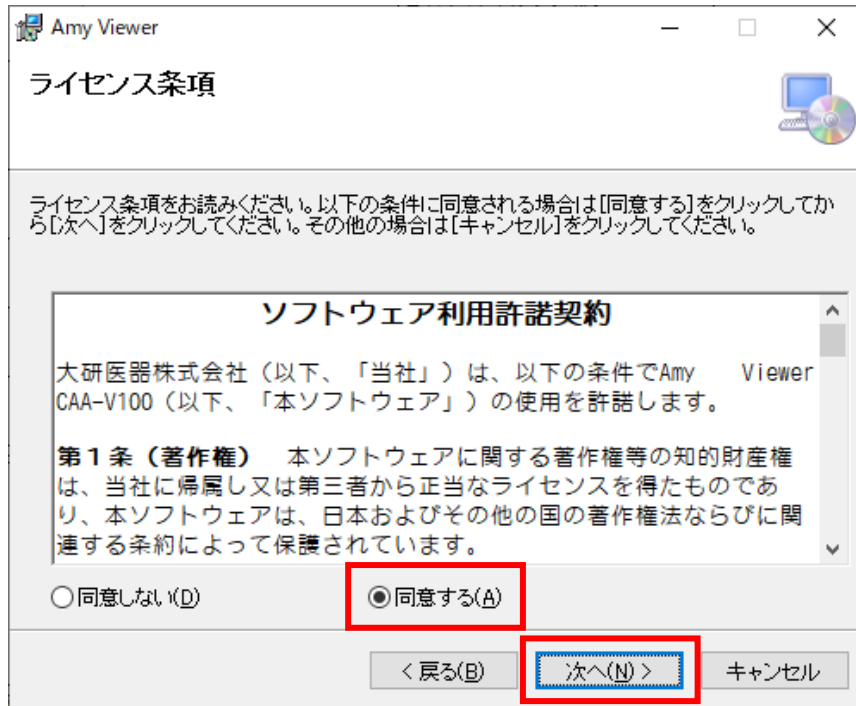 Amy Viewer
ライセンス条項
ライセンス条項をお読みください。以下の条件に同意される場合は[同意する]をクリックしてか
ら[次へ]をクリックしてください。その他の場合は[キャンセル]をクリックしてください。
ソフトウェア利用許諾契約
大研医器株式会社（以下、「当社」）は、以下の条件でAmy Viewer
CAA-V100（以下、「本ソフトウェア」）の使用を許諾します。
第１条（著作権） 本ソフトウェアに関する著作権等の知的財産権
は、当社に帰属し又は第三者から正当なライセンスを得たものであ
り、本ソフトウェアは、日本およびその他の国の著作権法ならびに関
連する条約によって保護されています。
同意しない(D)
同意する(A)
< 戻る(B)
次へ(N) >
キャンセル